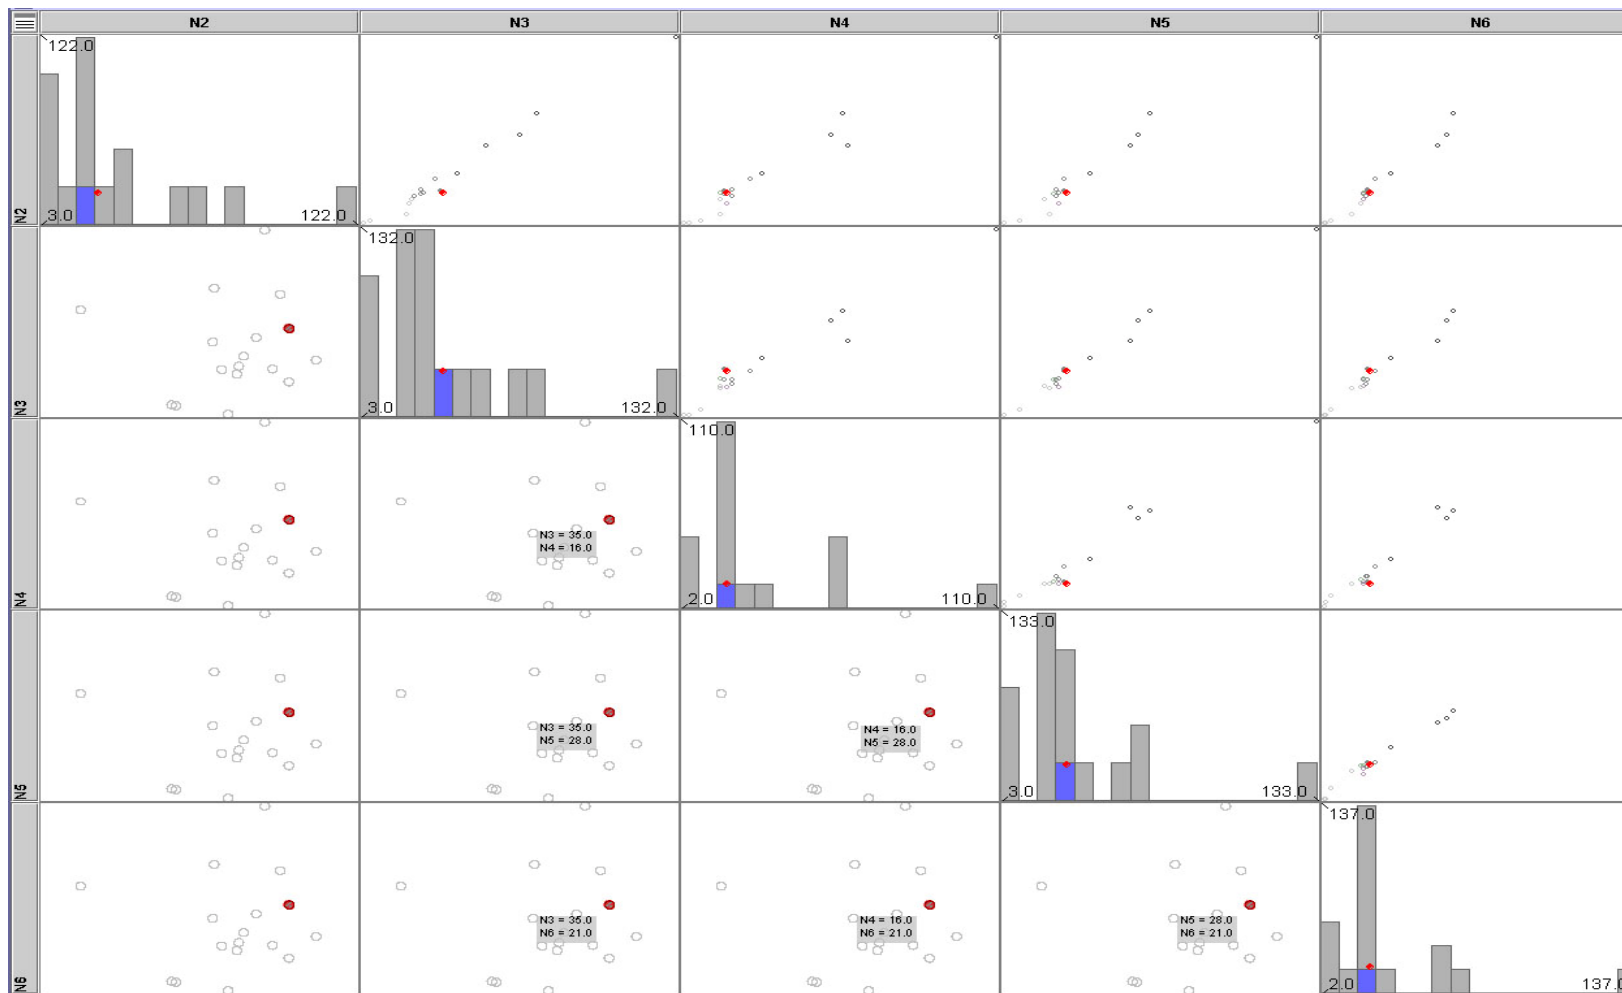 N2 N3 N4 N5 N6
N2
122.0
3.0 122.0
N3
132.0
3.0 132.0
N4
N3 = 35.0
N4 = 16.0
110.0
2.0 110.0
N5
N3 = 35.0
N5 = 28.0
N4 = 16.0
N5 = 28.0
133.0
3.0 133.0
N6
N3 = 35.0
N6 = 21.0
N4 = 16.0
N6 = 21.0
N5 = 28.0
N6 = 21.0
137.0
2.0 137.0